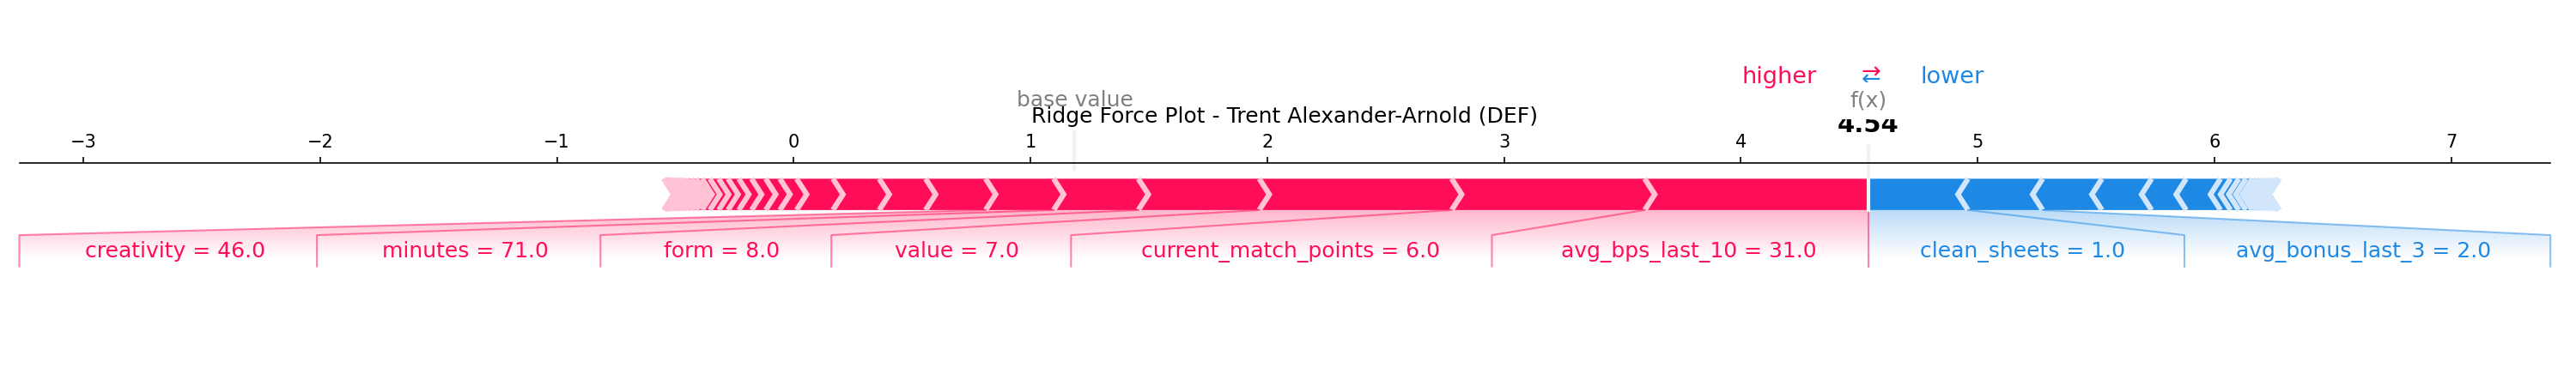 higher ⇄ lower
base value f(x)
Ridge Force Plot - Trent Alexander-Arnold (DEF)
4.54
−3 −2 −1 0 1 2 3 4 5 6 7
creativity = 46.0 minutes = 71.0 form = 8.0 value = 7.0 current_match_points = 6.0 avg_bps_last_10 = 31.0 clean_sheets = 1.0 avg_bonus_last_3 = 2.0